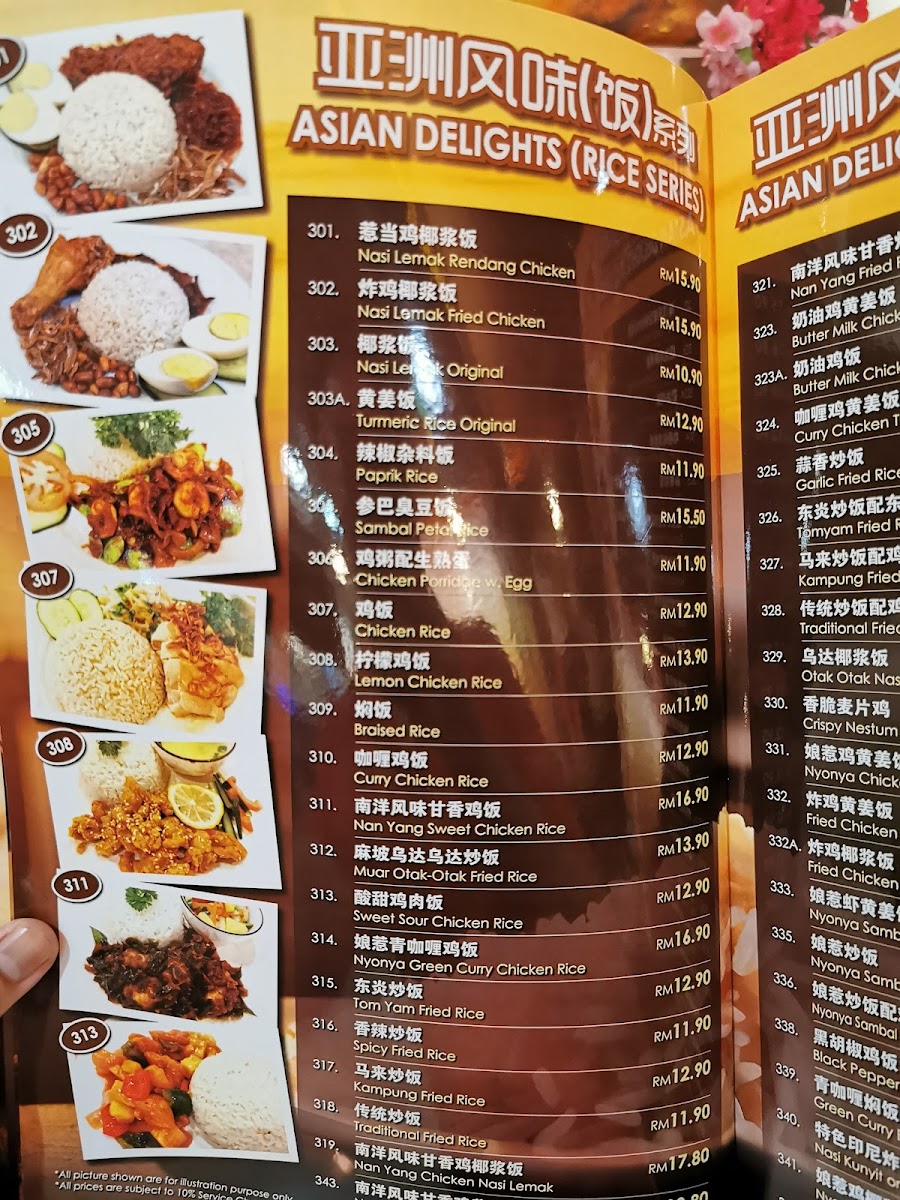 亚洲风味(饭)系列
ASIAN DELIGHTS (RICE SERIES)
301. 惹当鸡椰浆饭
Nasi Lemak Rendang Chicken RM15.90
302. 炸鸡椰浆饭
Nasi Lemak Fried Chicken RM15.90
303. 椰浆饭
Nasi Lemak Original RM10.90
303A. 黄姜饭
Turmeric Rice Original RM12.90
304. 辣椒杂料饭
Paprik Rice RM11.90
305. 参巴臭豆饭
Sambal Petai Rice RM15.50
306. 鸡粥配生熟蛋
Chicken Porridge w. Egg RM11.90
307. 鸡饭
Chicken Rice RM12.90
308. 柠檬鸡饭
Lemon Chicken Rice RM13.90
309. 焖饭
Braised Rice RM11.90
310. 咖喱鸡饭
Curry Chicken Rice RM12.90
311. 南洋风味甘香鸡饭
Nan Yang Sweet Chicken Rice RM16.90
312. 麻坡乌达乌达炒饭
Muar Otak-Otak Fried Rice RM13.90
313. 酸甜鸡肉饭
Sweet Sour Chicken Rice RM12.90
314. 娘惹青咖喱鸡饭
Nyonya Green Curry Chicken Rice RM16.90
315. 东炎炒饭
Tom Yam Fried Rice RM12.90
316. 香辣炒饭
Spicy Fried Rice RM11.90
317. 马来炒饭
Kampung Fried Rice RM12.90
318. 传统炒饭
Traditional Fried Rice RM11.90
319. 南洋风味甘香鸡椰浆饭
Nan Yang Chicken Nasi Lemak RM17.80
343. 南洋风味甘香鸡
302
305
307
308
311
313
*All picture shown are for illustration purpose only
*All prices are subject to 10% Service
亚洲风
ASIAN
321. 南洋风味甘香
Nan Yang Fried
323. 奶油鸡黄姜饭
Butter Milk Chick
323A. 奶油鸡饭
Butter Milk Chick
324. 咖喱鸡黄姜饭
Curry Chicken
325. 蒜香炒饭
Garlic Fried Rice
326. 东炎炒饭配
Tomyam Fried
327. 马来炒饭配
Kampung Fried
328. 传统炒饭配
Traditional Fried
329. 乌达椰浆饭
Otak Otak Nas
330. 香脆麦片鸡
Crispy Nestum
331. 娘惹鸡黄姜
Nyonya Chick
332. 炸鸡黄姜饭
Fried Chicken
332A. 炸鸡椰浆饭
Fried Chicken
333. 娘惹虾黄姜
Nyonya Samb
335. 娘惹炒饭
Nyonya Samb
336. 娘惹炒饭配
Nyonya Sambal
338. 黑胡椒鸡饭
Black Pepper
339. 青咖喱焖饭
Green Curry
340. 特色印尼炸
Nasi Kunyit
341. 娘惹